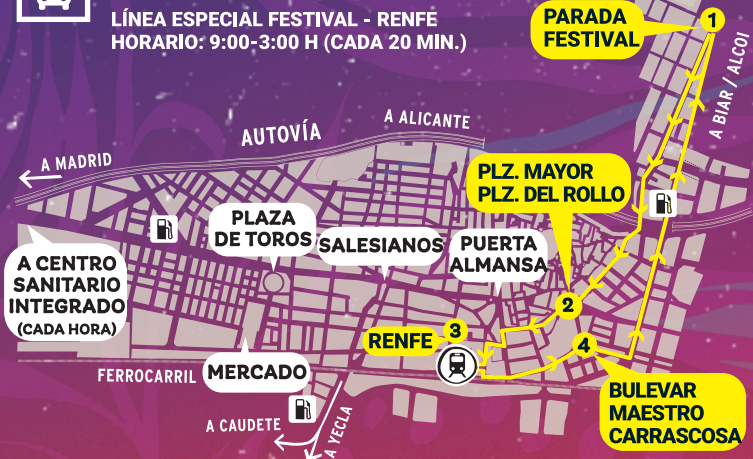 LÍNEA ESPECIAL FESTIVAL - RENFE
HORARIO: 9:00-3:00 H (CADA 20 MIN.)
PARADA
FESTIVAL
1
A BIAR / ALCOI
AUTOVÍA
A ALICANTE
A MADRID
PLZ. MAYOR
PLZ. DEL ROLLO
PLAZA
DE TOROS
SALESIANOS
PUERTA
ALMANSA
A CENTRO
SANITARIO
INTEGRADO
(CADA HORA)
2
RENFE
3
4
FERROCARRIL
MERCADO
BULEVAR
MAESTRO
CARRASCOSA
A CAUDETE
A YECLA